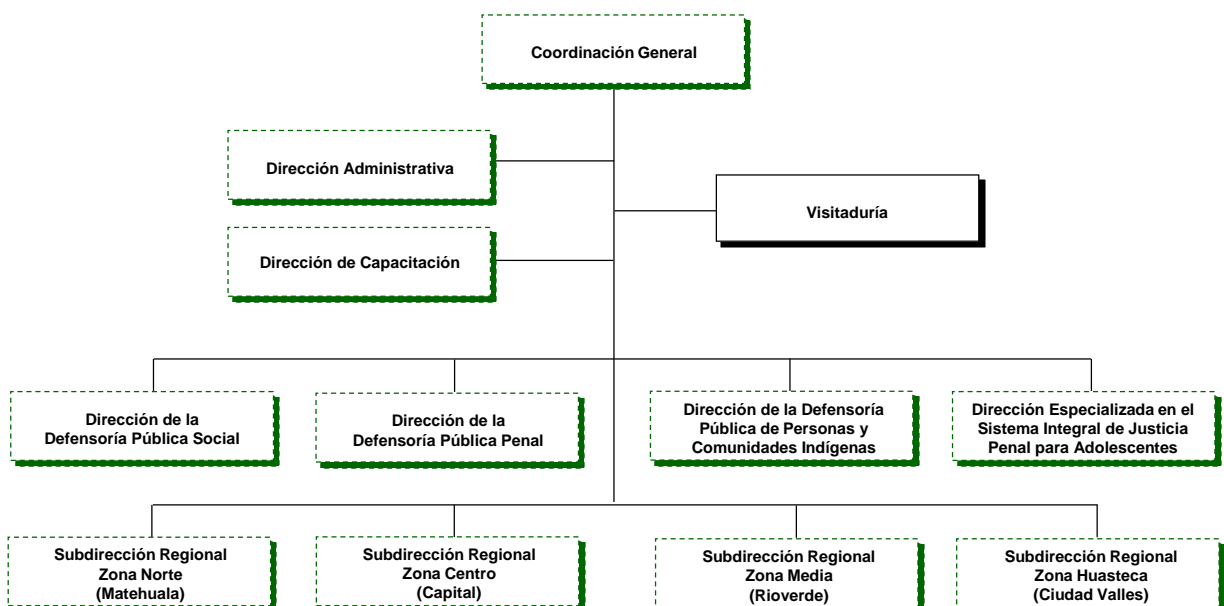 Coordinación General
Dirección Administrativa
Visitaduría
Dirección de Capacitación
Dirección de la
Defensoría Pública Social
Dirección de la
Defensoría Pública Penal
Dirección de la Defensoría
Pública de Personas y
Comunidades Indígenas
Dirección Especializada en el
Sistema Integral de Justicia
Penal para Adolescentes
Subdirección Regional
Zona Norte
(Matehuala)
Subdirección Regional
Zona Centro
(Capital)
Subdirección Regional
Zona Media
(Rioverde)
Subdirección Regional
Zona Huasteca
(Ciudad Valles)